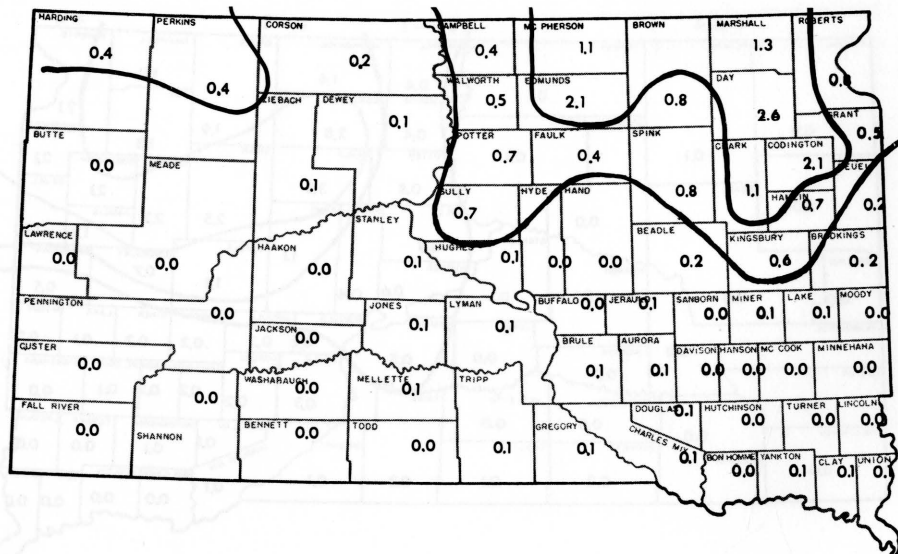 HARDING
0.4
PERKINS
0.4
CORSON
0.2
CAMPBELL
0.4
MC PHERSON
1.1
BROWN
0.8
MARSHALL
1.3
ROBERTS
WALWORTH
0.5
EDMUNDS
2.1
DAY
2.6
GRANT
0.5
ZIEBACH
0.1
DEWEY
0.1
BUTTE
0.0
MEADE
0.0
POTTER
0.7
FAULK
0.4
SPINK
0.8
CLARK
1.1
CODINGTON
2.1
DEUEL
0.2
HAMLIN
0.7
SULLY
0.7
HYDE
0.0
HAND
0.0
LAWRENCE
0.0
HAAKON
0.0
STANLEY
0.1
HUGHES
0.1
BEADLE
0.2
KINGSBURY
0.6
BROOKINGS
0.2
PENNINGTON
0.0
JACKSON
0.0
JONES
0.1
LYMAN
0.1
BUFFALO
0.0
JERAULD
0.1
SANBORN
0.0
MINER
0.1
LAKE
0.1
MOODY
0.0
CUSTER
0.0
BRULE
0.1
AURORA
0.1
DAVISON
0.0
HANSON
0.0
MC COOK
0.0
MINNEHANA
0.0
FALL RIVER
0.0
SHANNON
0.0
WASHABAUGH
0.0
MELLETTE
0.1
TRIPP
0.1
BENNETT
0.0
TODD
0.0
GREGORY
0.1
DOUGLAS
0.1
CHARLES MIX
0.1
HUTCHINSON
0.0
TURNER
0.0
LINCOLN
0.1
BON HOMME
0.0
YANKTON
0.1
CLAY
0.1
UNION
0.1